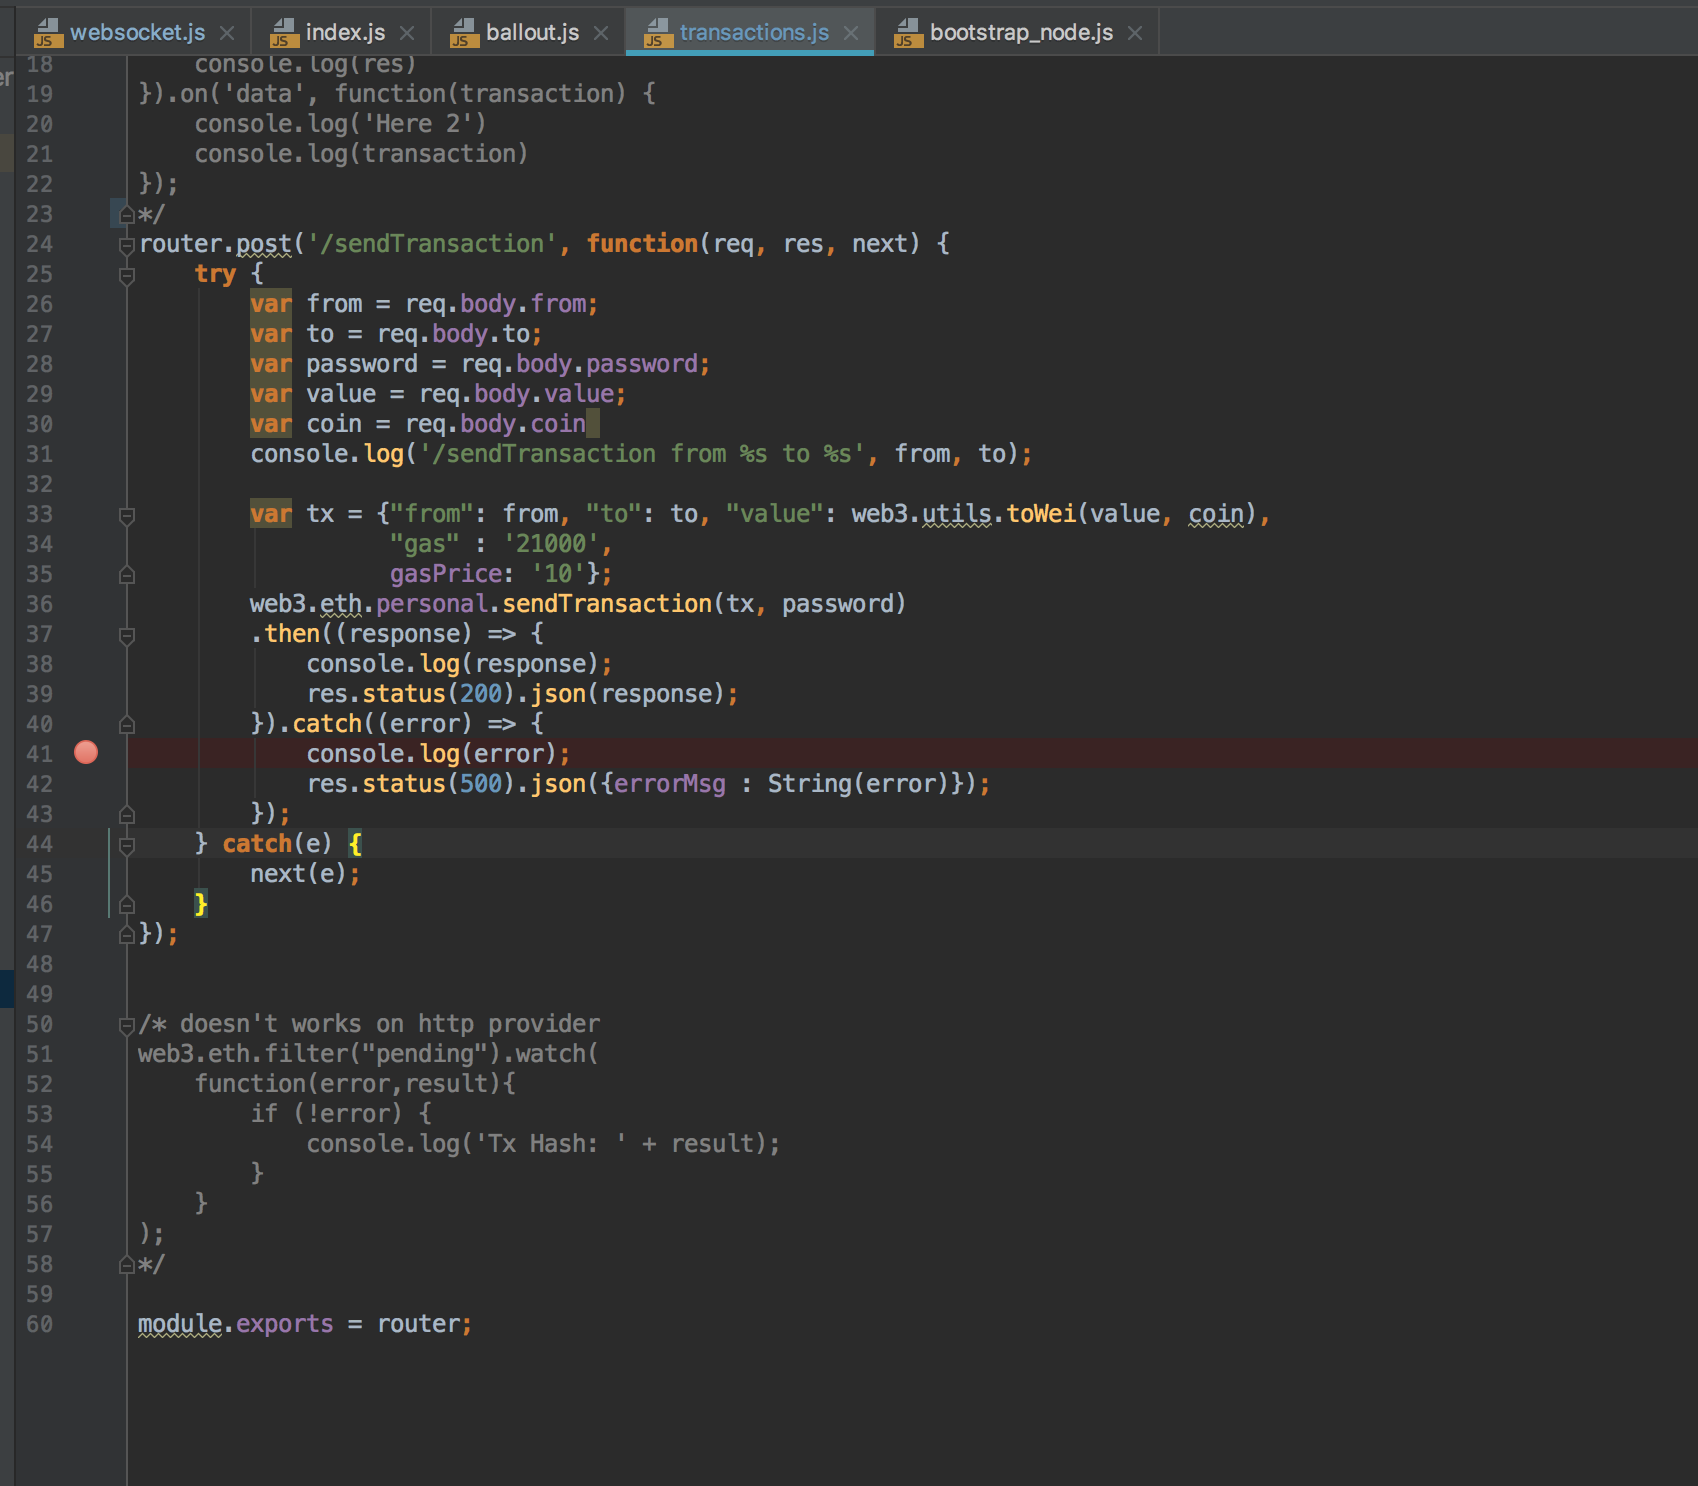 er
JS websocket.js
JS index.js
JS ballout.js
JS transactions.js
JS bootstrap_node.js
18     console.log(res)
19 }).on('data', function(transaction) {
20     console.log('Here 2')
21     console.log(transaction)
22 });
23 */
24 router.post('/sendTransaction', function(req, res, next) {
25     try {
26         var from = req.body.from;
27         var to = req.body.to;
28         var password = req.body.password;
29         var value = req.body.value;
30         var coin = req.body.coin
31         console.log('/sendTransaction from %s to %s', from, to);
32
33         var tx = {"from": from, "to": to, "value": web3.utils.toWei(value, coin),
34                   "gas" : '21000',
35                   gasPrice: '10'};
36         web3.eth.personal.sendTransaction(tx, password)
37         .then((response) => {
38             console.log(response);
39             res.status(200).json(response);
40         }).catch((error) => {
41             console.log(error);
42             res.status(500).json({errorMsg : String(error)});
43         });
44     } catch(e) {
45         next(e);
46     }
47 });
48
49
50 /* doesn't works on http provider
51 web3.eth.filter("pending").watch(
52     function(error,result){
53         if (!error) {
54             console.log('Tx Hash: ' + result);
55         }
56     }
57 );
58 */
59
60 module.exports = router;